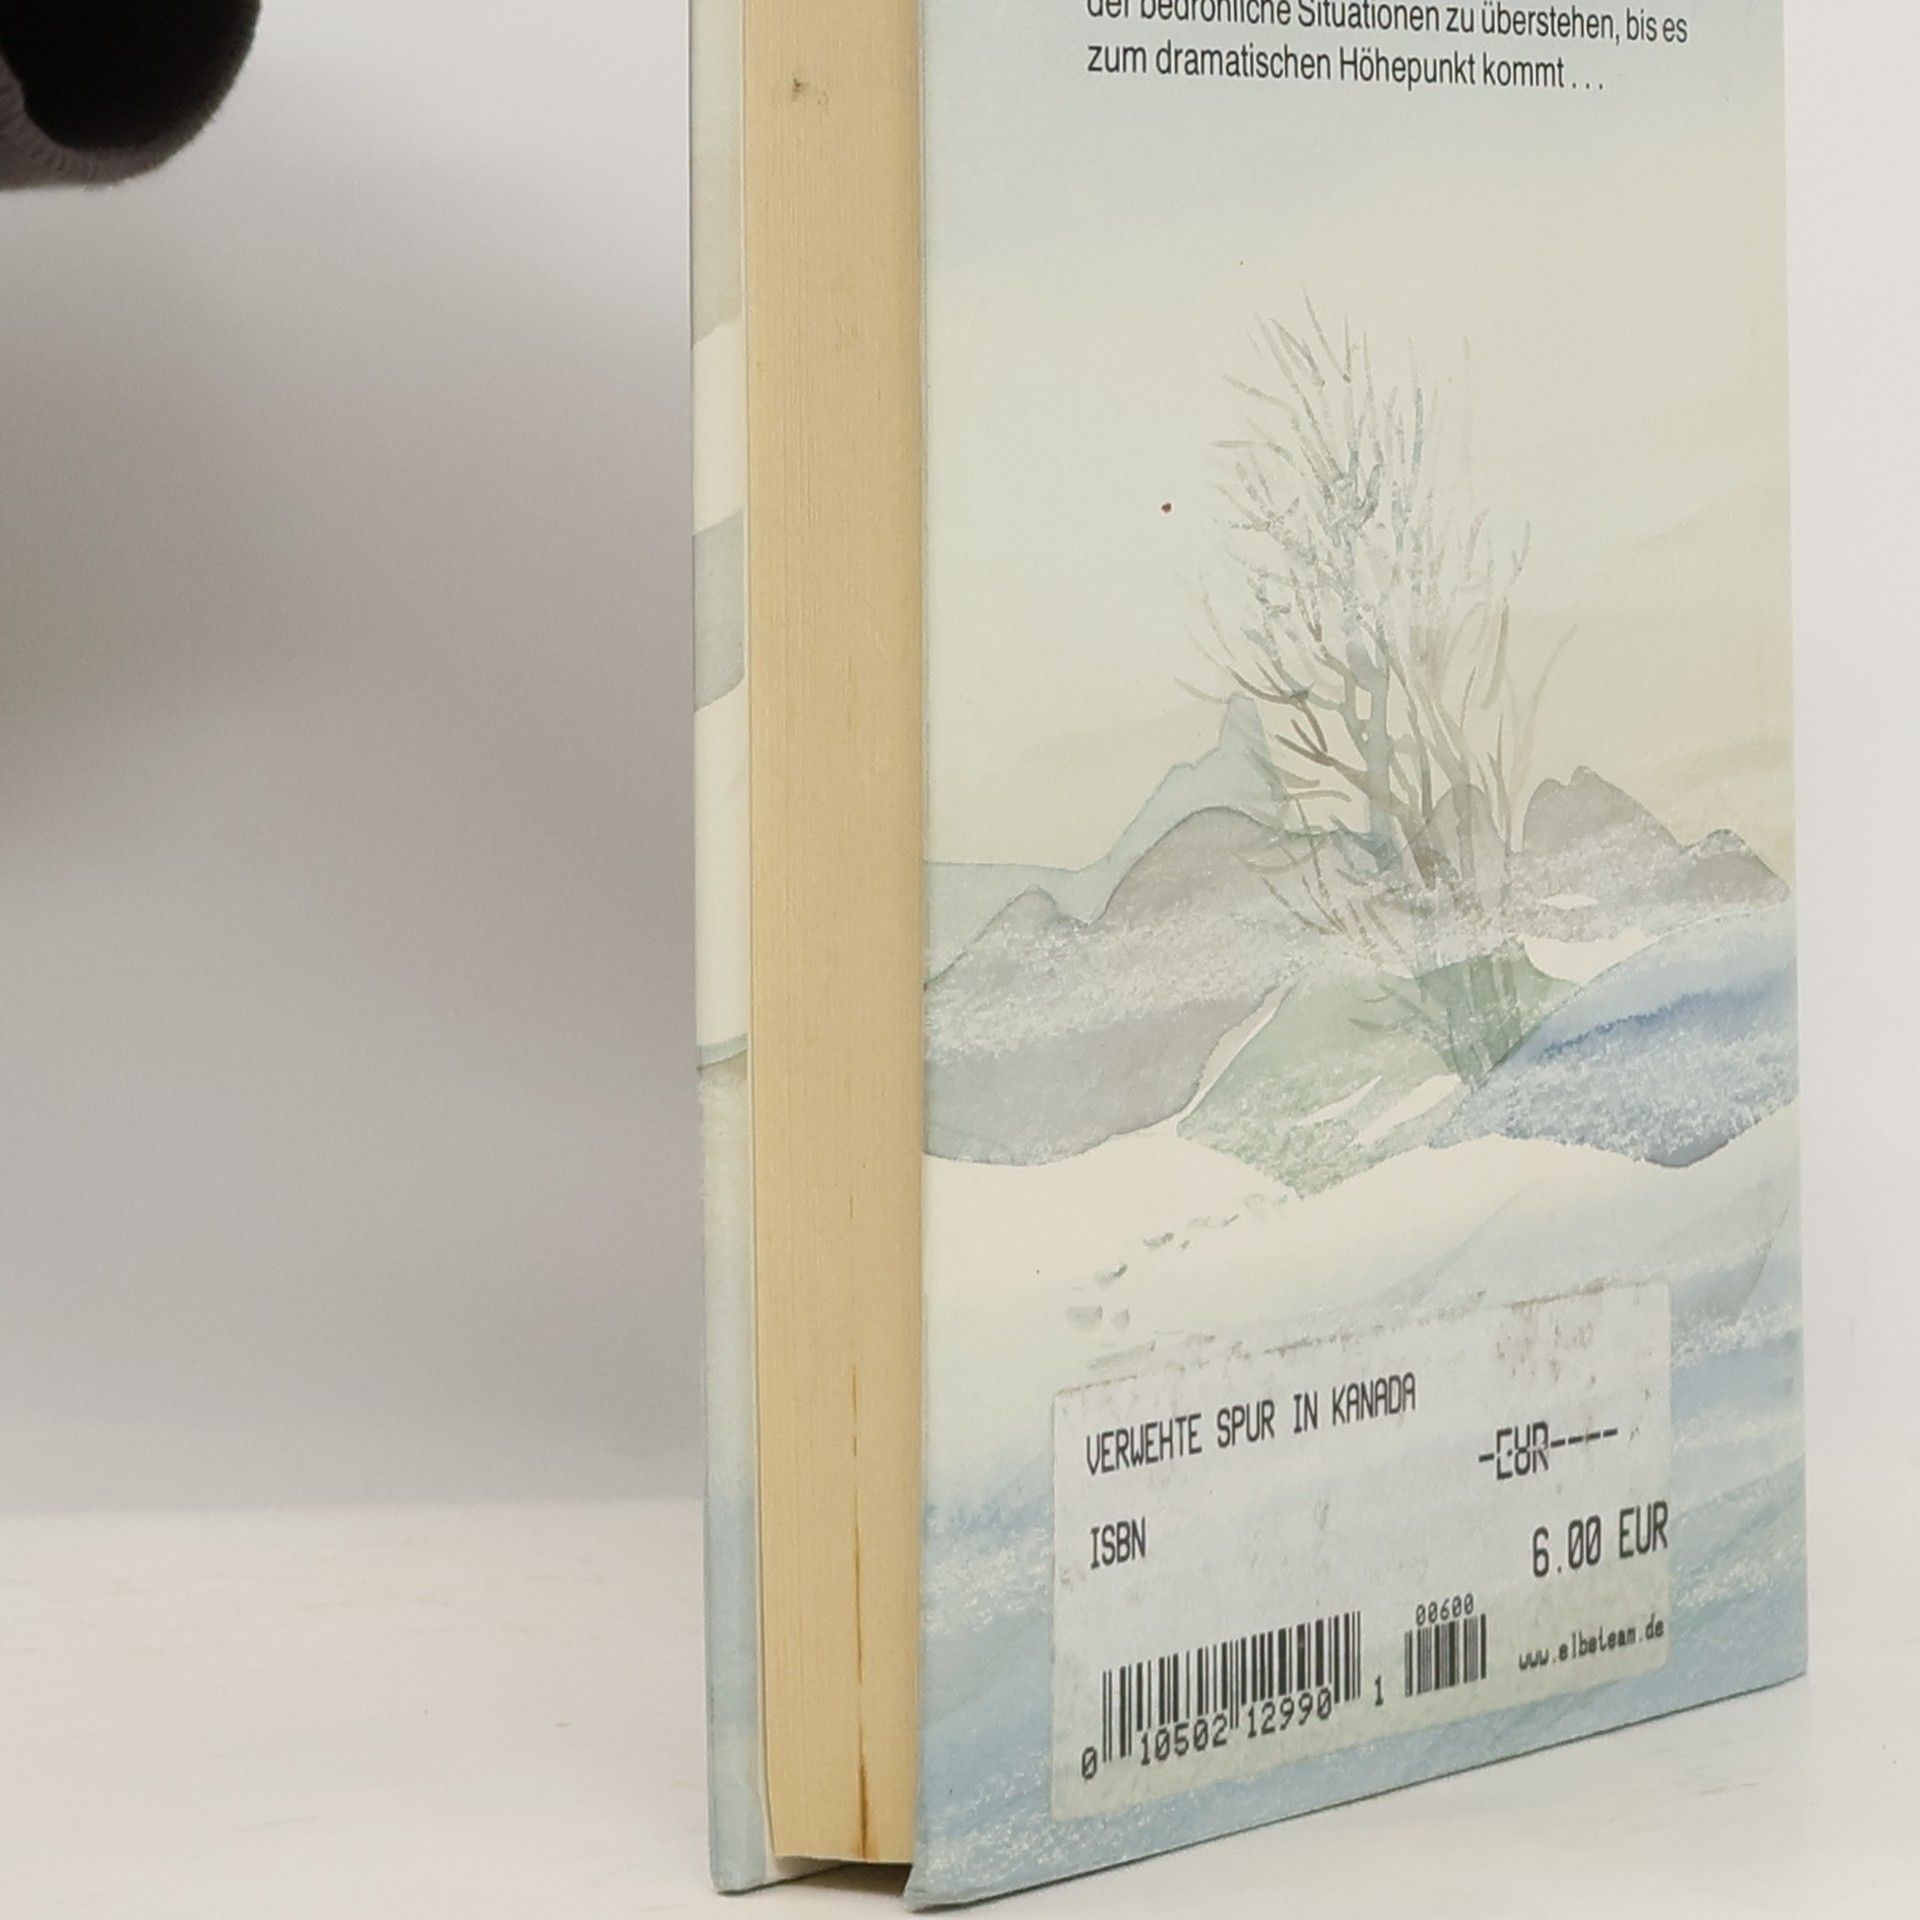 der bedrohliche Situationen zu überstehen, bis es
zum dramatischen Höhepunkt kommt . . .
VERWEHTE SPUR IN KANADA
-EUR----
ISBN
6.00 EUR
00600
www.elbeteam.de
0 10502 12990 1